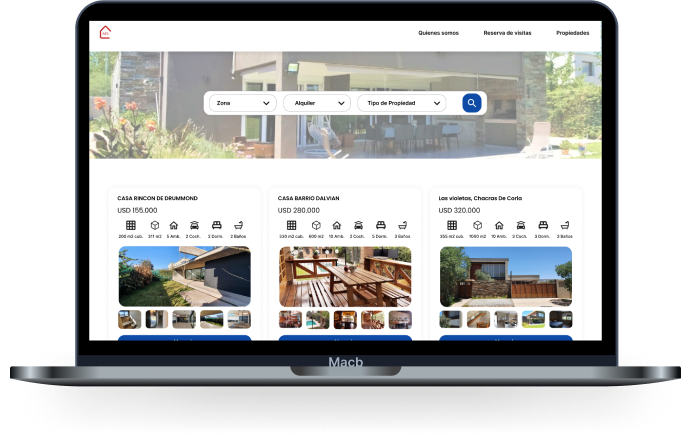 Quienes somos Reserva de visitas Propiedades
Zona Alquiler Tipo de Propiedad
CASA RINCON DE DRUMMOND
USD 155.000
200 m2 cub. 311 m2 5 Amb. 2 Coch. 3 Dorm. 2 Baños
CASA BARRIO DALVIAN
USD 280.000
330 m2 cub. 600 m2 10 Amb. 2 Coch. 5 Dorm. 3 Baños
Las violetas, Chacras De Coria
USD 320.000
355 m2 cub. 1050 m2 10 Amb. 3 Coch. 3 Dorm. 3 Baños
Macb